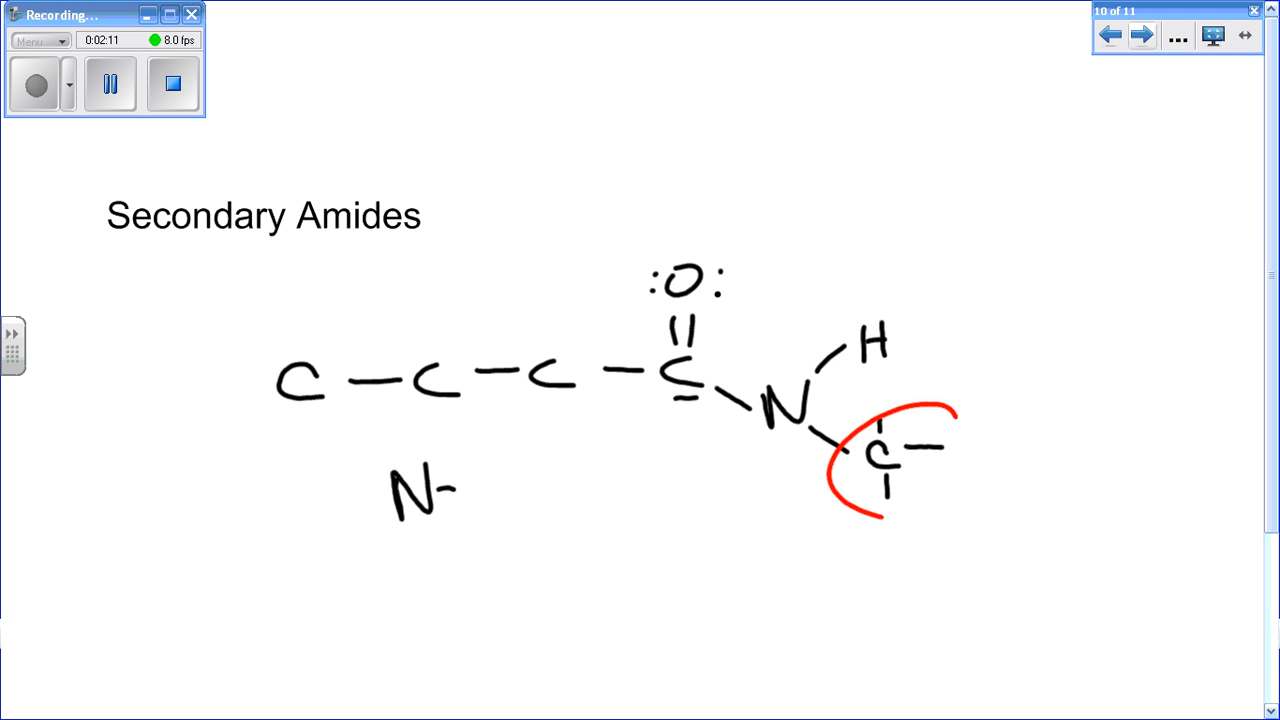 Recording...
10 of 11
Menu
0:02:11
8.0 fps
...
Secondary Amides
:O:
||
C — C — C — C
N
H
C —
N-